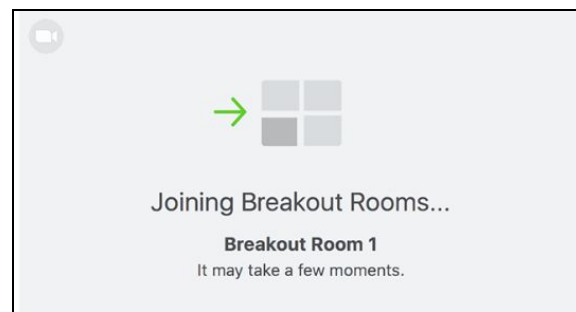 Joining Breakout Rooms...
Breakout Room 1
It may take a few moments.